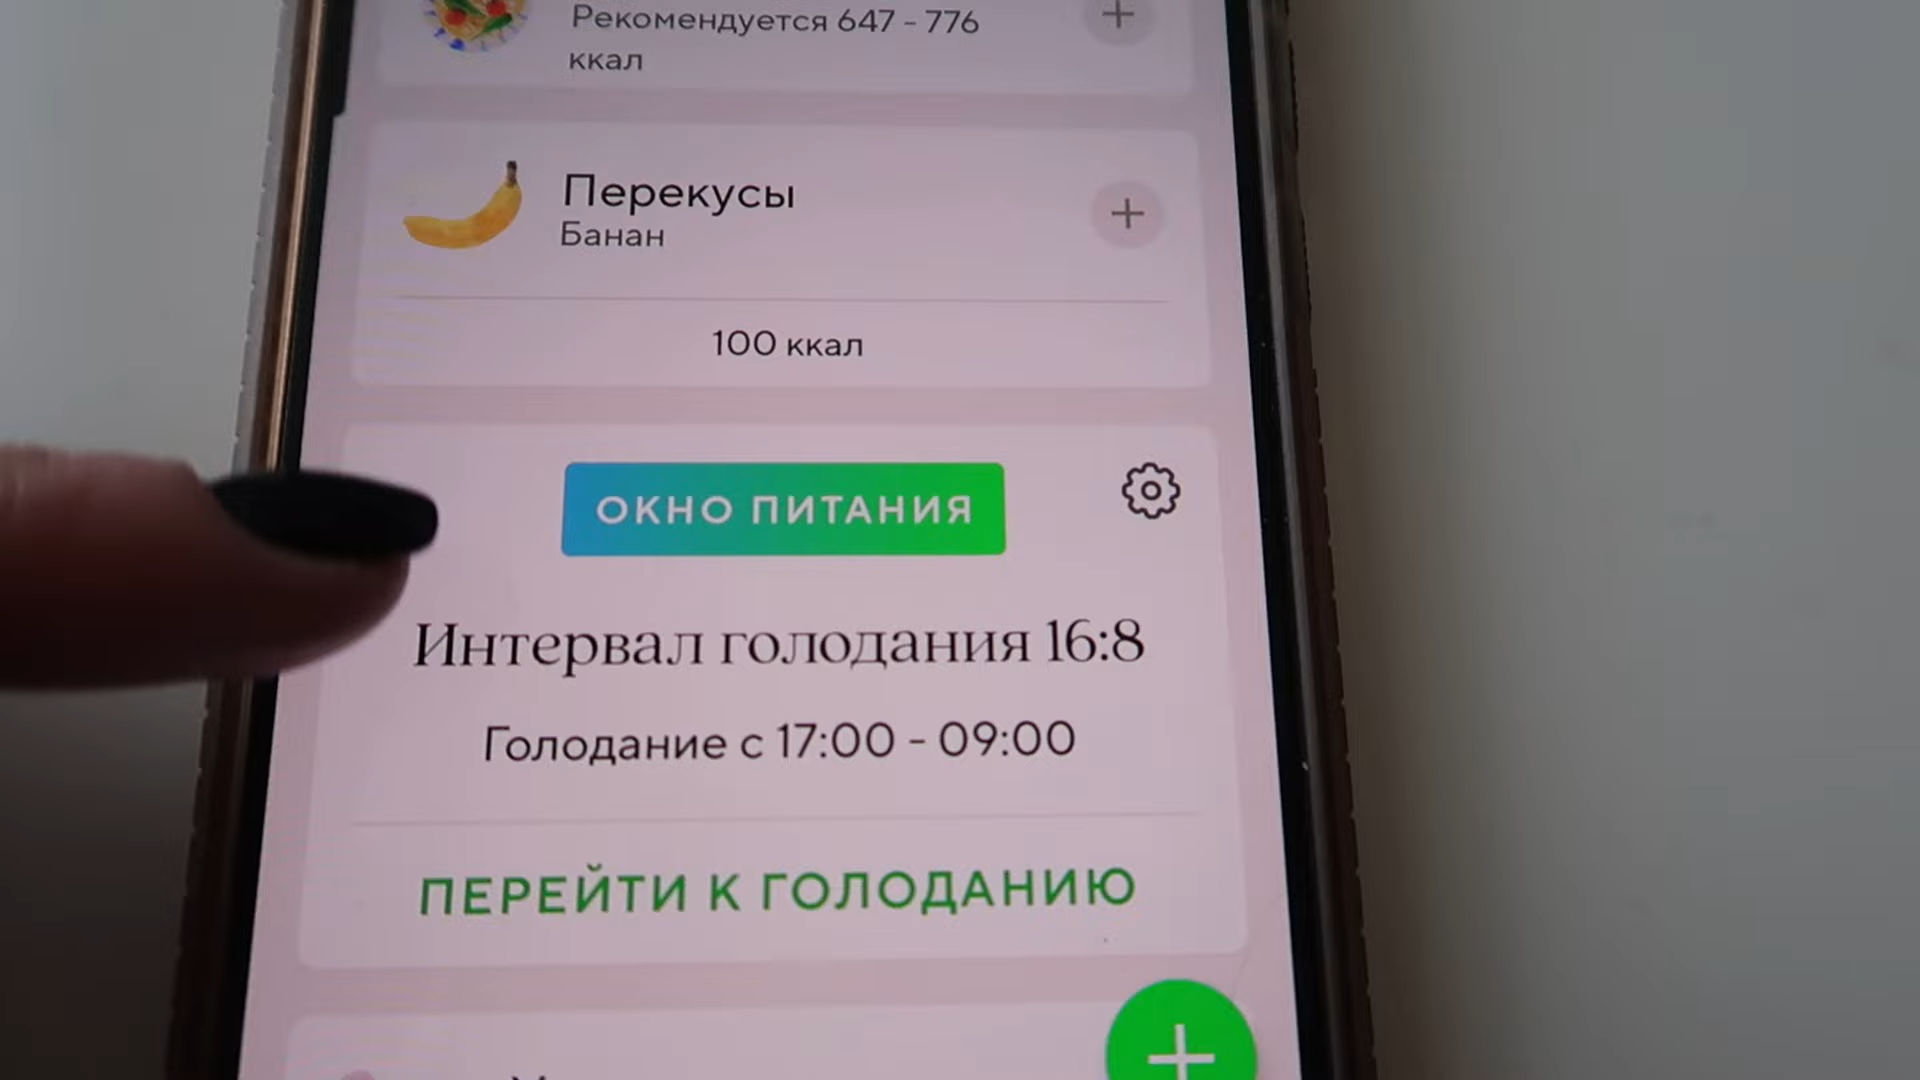 Рекомендуется 647 - 776
ккал
Перекусы
Банан
100 ккал
ОКНО ПИТАНИЯ
Интервал голодания 16:8
Голодание с 17:00 - 09:00
ПЕРЕЙТИ К ГОЛОДАНИЮ